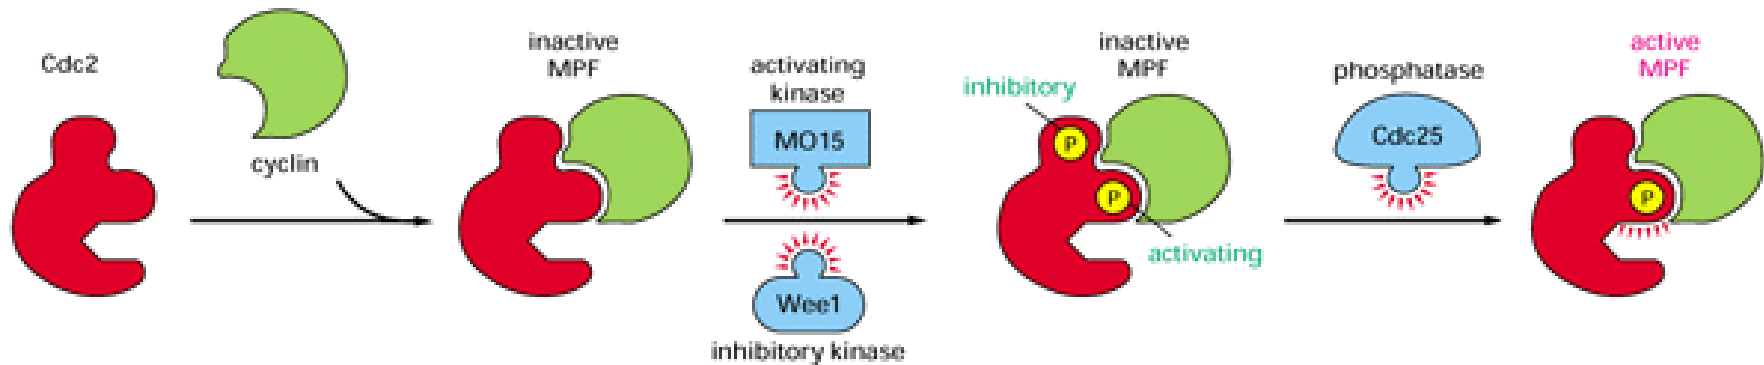 Cdc2
cyclin
inactive
MPF
activating
kinase
MO15
Wee1
inhibitory kinase
inactive
MPF
inhibitory
P
P
activating
phosphatase
Cdc25
active
MPF
P